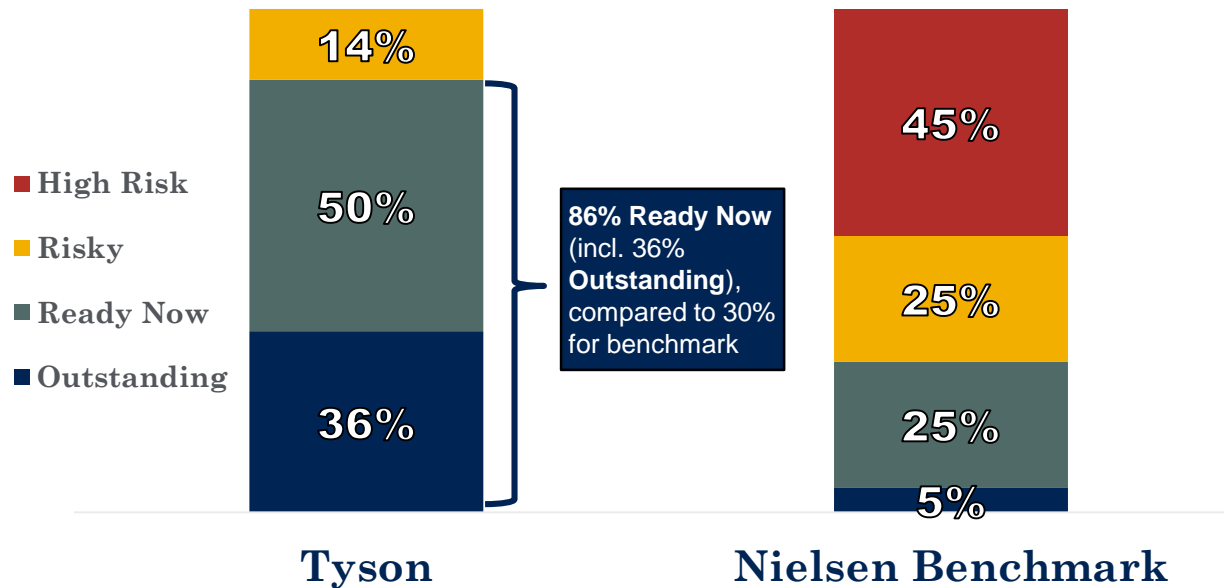 High Risk
Risky
Ready Now
Outstanding
14%
50%
36%
86% Ready Now
(incl. 36%
Outstanding),
compared to 30%
for benchmark
45%
25%
25%
5%
Tyson
Nielsen Benchmark